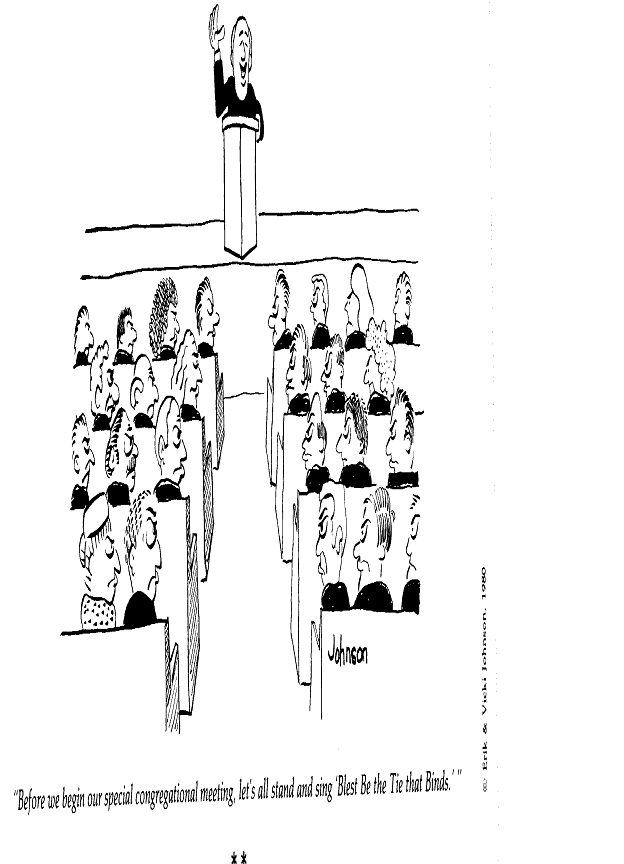 Johnson
© Erik & Vicki Johnson, 1980
"Before we begin our special congregational meeting, let's all stand and sing 'Blest Be the Tie that Binds.' "
**